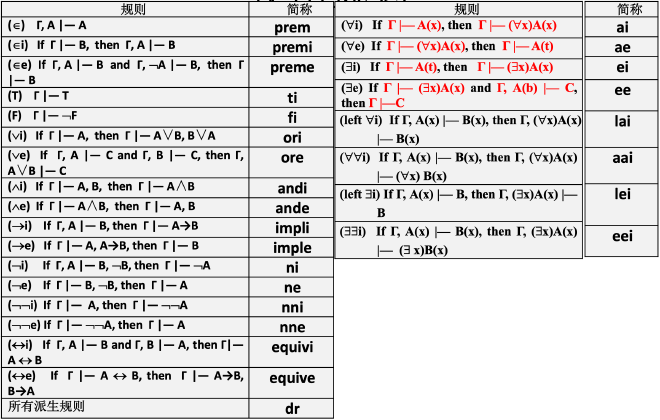 规则 简称
(∈) Γ, A |— A prem
(∈i) If Γ |— B, then Γ, A |— B premi
(∈e) If Γ, A |— B and Γ, ¬A |— B, then Γ
|— B preme
(T) Γ |— T ti
(F) Γ |— ¬F fi
(∨i) If Γ |— A, then Γ |— A∨B, B∨A ori
(∨e) If Γ, A |— C and Γ, B |— C, then Γ,
A∨B |— C ore
(∧i) If Γ |— A, B, then Γ |— A∧B andi
(∧e) If Γ |— A∧B, then Γ |— A, B ande
(→i) If Γ, A |— B, then Γ |— A→B impli
(→e) If Γ |— A, A→B, then Γ |— B imple
(¬i) If Γ, A |— B, ¬B, then Γ |— ¬A ni
(¬e) If Γ |— B, ¬B, then Γ |— A ne
(¬¬i) If Γ |— A, then Γ |— ¬¬A nni
(¬¬e) If Γ |— ¬¬A, then Γ |— A nne
(↔i) If Γ, A |— B and Γ, B |— A, then Γ|—
A ↔ B equivi
(↔e) If Γ |— A ↔ B, then Γ |— A→B,
B→A equive
所有派生规则 dr
规则 简称
(∀i) If Γ |— A(x), then Γ |— (∀x)A(x) ai
(∀e) If Γ |— (∀x)A(x), then Γ |— A(t) ae
(∃i) If Γ |— A(t), then Γ |— (∃x)A(x) ei
(∃e) If Γ |— (∃x)A(x) and Γ, A(b) |— C,
then Γ |—C ee
(left ∀i) If Γ, A(x) |— B(x), then Γ, (∀x)A(x)
|— B(x) lai
(∀∀i) If Γ, A(x) |— B(x), then Γ, (∀x)A(x)
|— (∀x) B(x) aai
(left ∃i) If Γ, A(x) |— B, then Γ, (∃x)A(x) |—
B lei
(∃∃i) If Γ, A(x) |— B(x), then Γ, (∃x)A(x)
|— (∃ x)B(x) eei